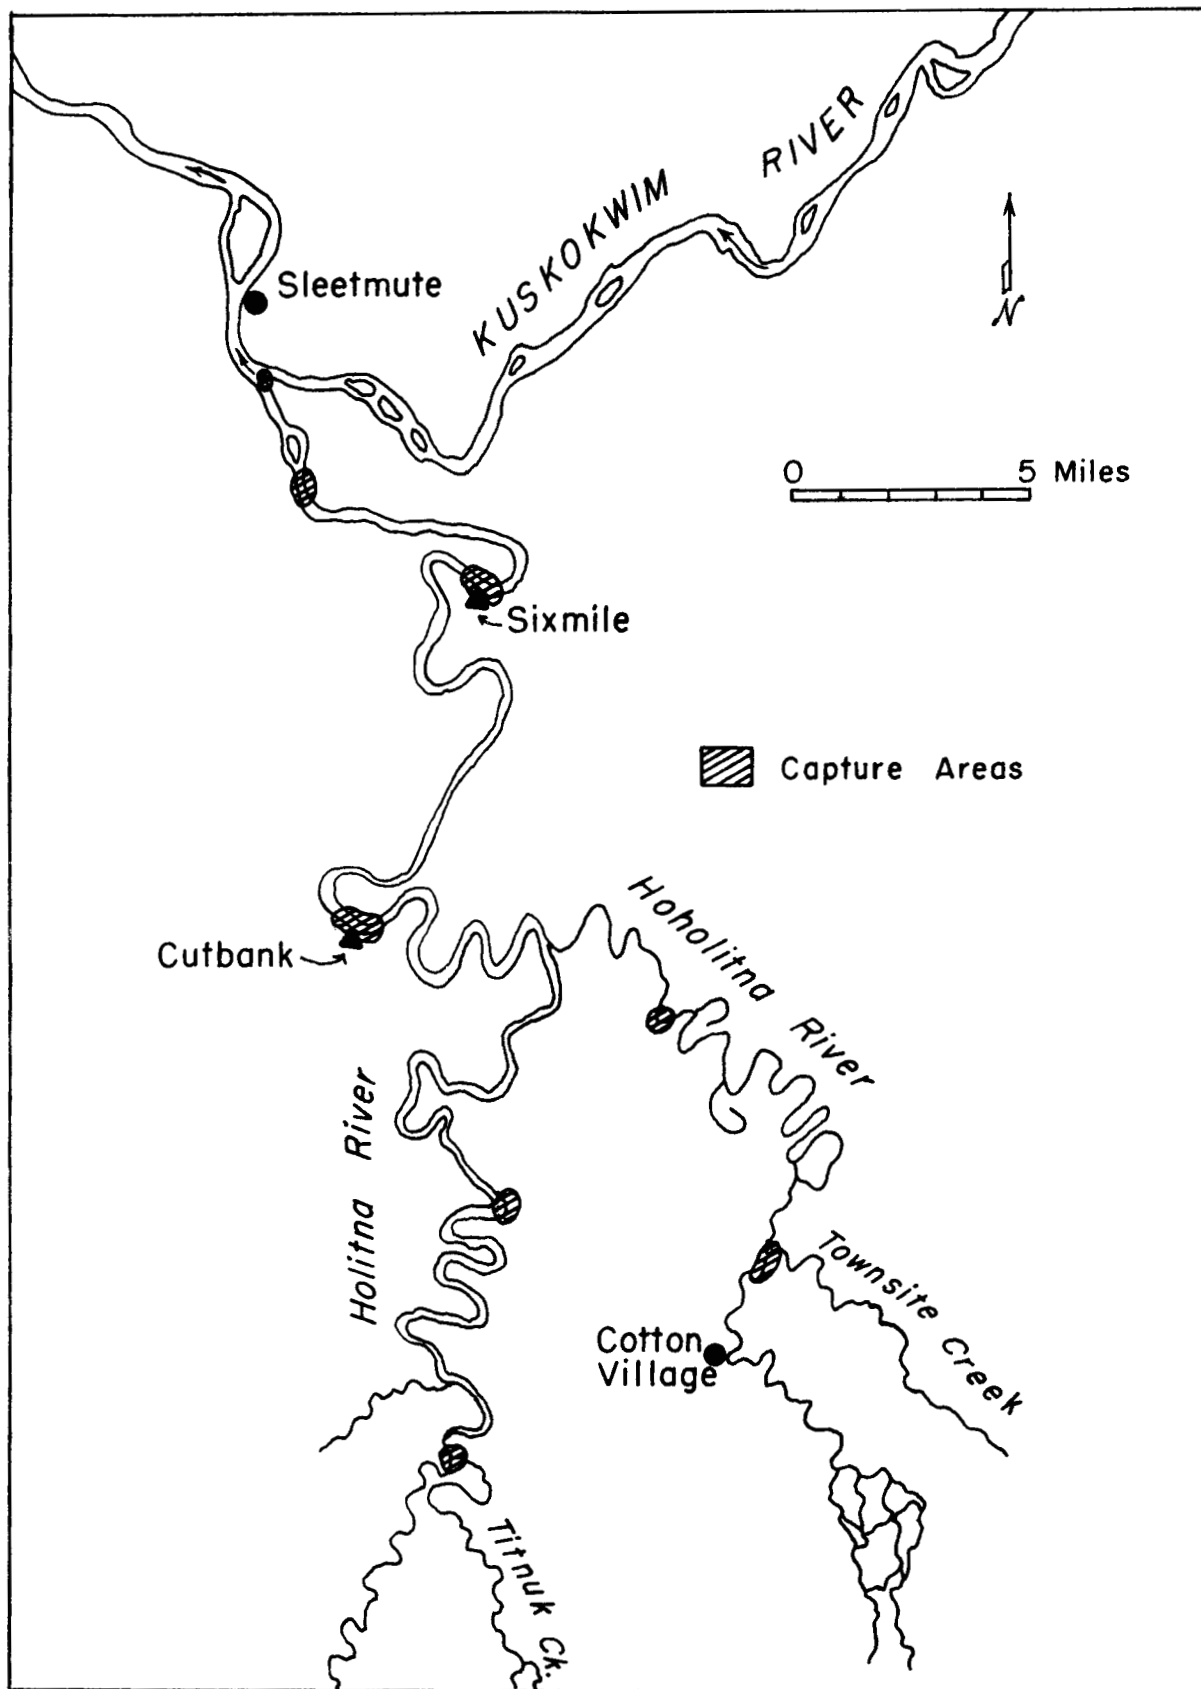 KUSKOKWIM RIVER
Sleetmute
N
0 5 Miles
Sixmile
Capture Areas
Hoholitna River
Cutbank
Holitna River
Townsite Creek
Cotton
Village
Titnuk Ck.